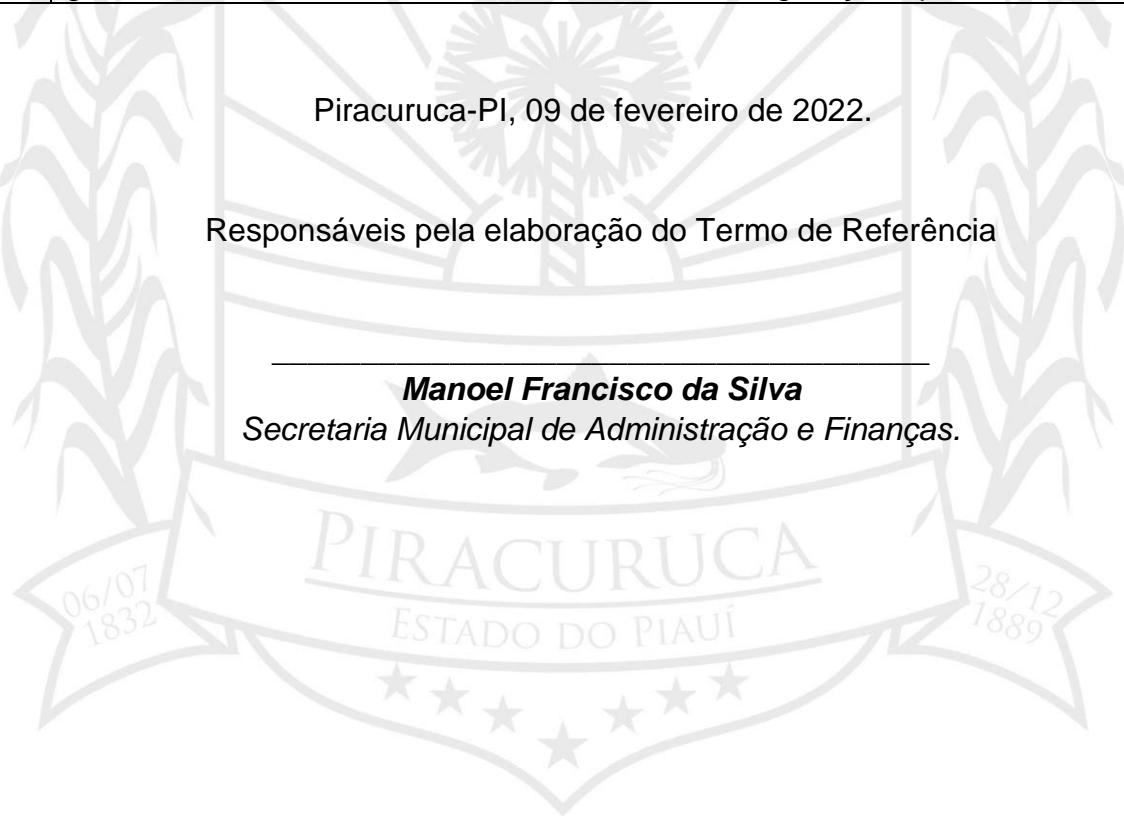 Piracuruca-PI, 09 de fevereiro de 2022.
Responsáveis pela elaboração do Termo de Referência
Manoel Francisco da Silva
Secretaria Municipal de Administração e Finanças.
PIRACURUCA
06/07
1832
28/12
1889
ESTADO DO PIAUÍ